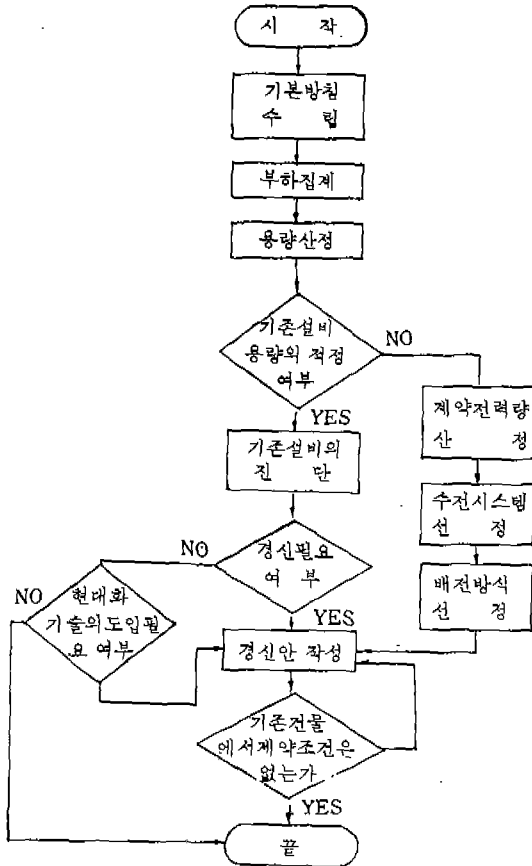 시 작
기본방침
수 립
부하집계
용량산정
기존설비
용량의 적정
여부
NO
YES
계약전력량
산 정
기존설비의
진 단
수전시스템
선 정
경신필요
여 부
NO
YES
배전방식
선 정
NO
현대화
기술의도입필
요 여부
경신안 작성
기존건물
에서제약조건은
없는가
YES
끝